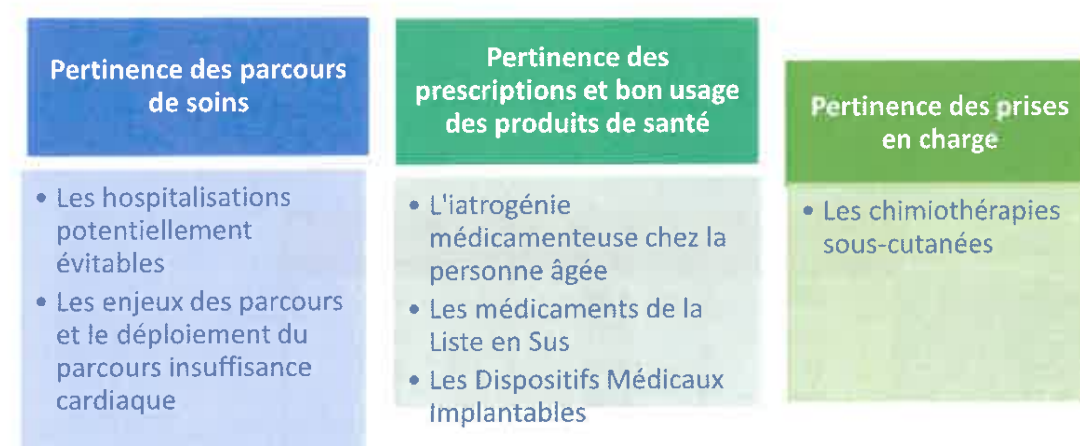 Pertinence des parcours
de soins
• Les hospitalisations
potentiellement
évitables
• Les enjeux des parcours
et le déploiement du
parcours insuffisance
cardiaque
Pertinence des
prescriptions et bon usage
des produits de santé
• L'iatrogénie
médicamenteuse chez la
personne âgée
• Les médicaments de la
Liste en Sus
• Les Dispositifs Médicaux
Implantables
Pertinence des prises
en charge
• Les chimiothérapies
sous-cutanées